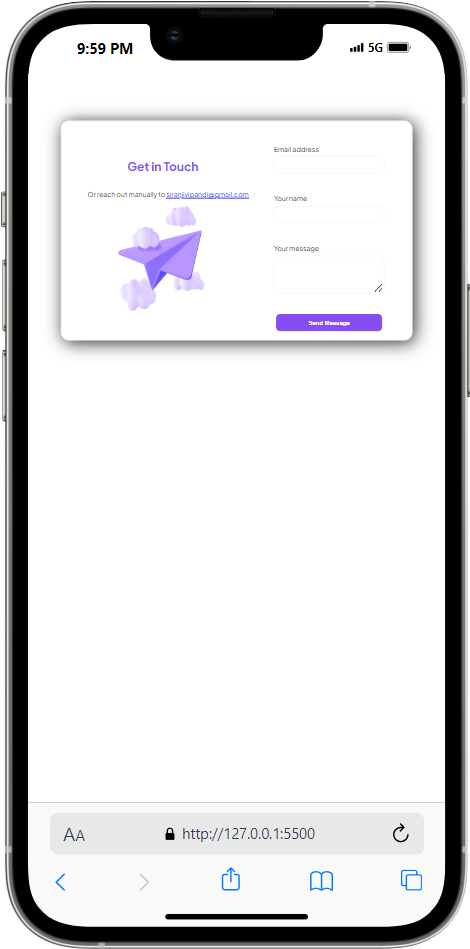 9:59 PM
5G
Get in Touch
Or reach out manually to siranjivipandi@gmail.com
Email address
Your name
Your message
Send Message
AA
http://127.0.0.1:5500